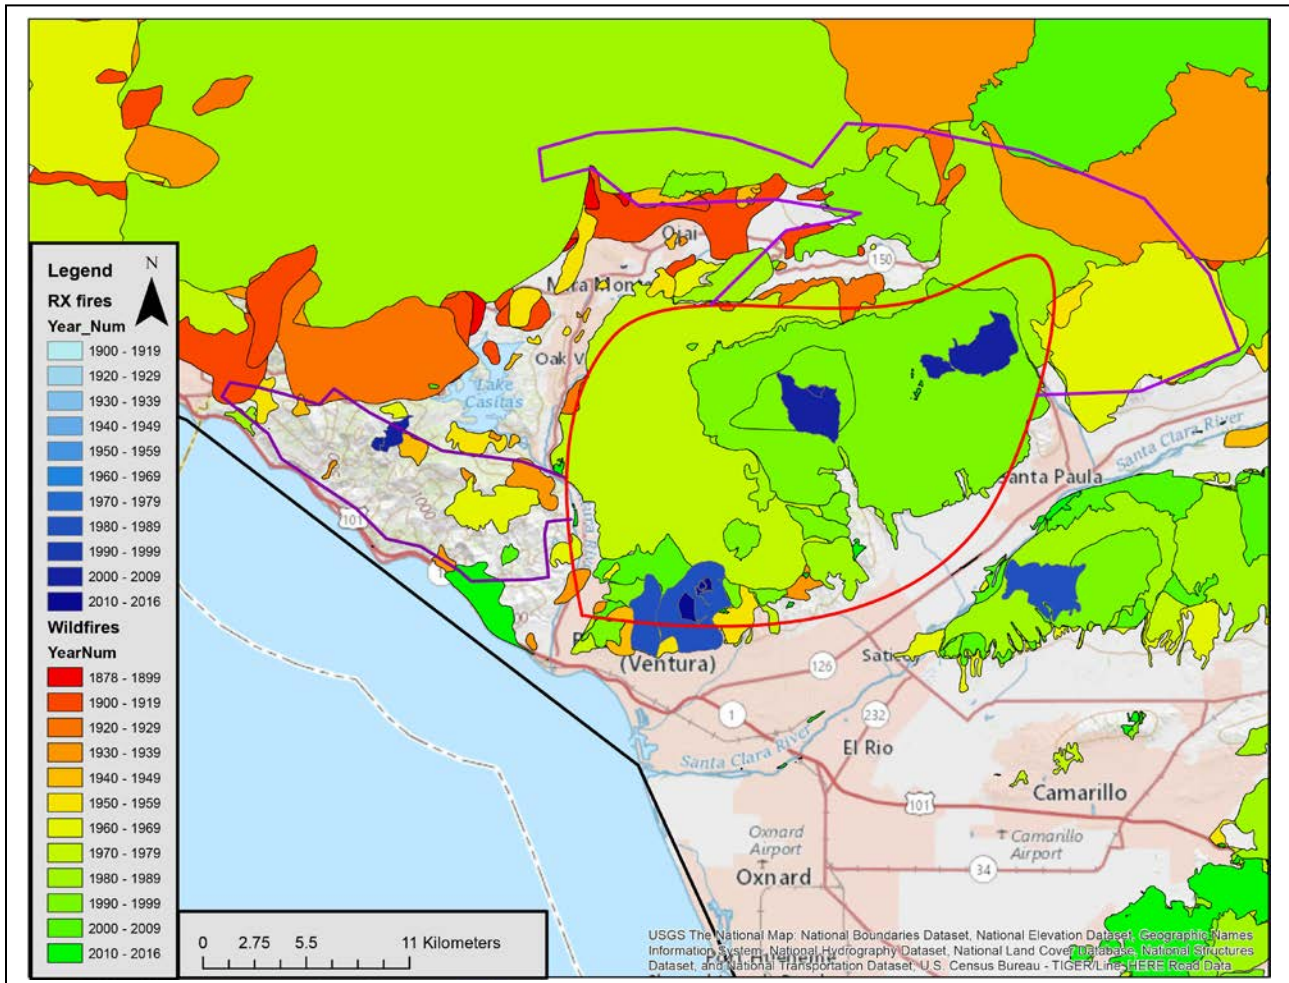 Ojai
150
Mira Monte
Oak V
Lake
Casitas
Santa Clara River
Santa Paula
1000
101
(Ventura)
126
Saticoy
1
232
El Rio
Santa Clara River
101
Camarillo
Oxnard
Airport
Camarillo
Airport
34
Oxnard
Port Hueneme
Legend
N
RX fires
Year_Num
1900 - 1919
1920 - 1929
1930 - 1939
1940 - 1949
1950 - 1959
1960 - 1969
1970 - 1979
1980 - 1989
1990 - 1999
2000 - 2009
2010 - 2016
Wildfires
YearNum
1878 - 1899
1900 - 1919
1920 - 1929
1930 - 1939
1940 - 1949
1950 - 1959
1960 - 1969
1970 - 1979
1980 - 1989
1990 - 1999
2000 - 2009
2010 - 2016
0 2.75 5.5 11 Kilometers
USGS The National Map: National Boundaries Dataset, National Elevation Dataset, Geographic Names
Information System, National Hydrography Dataset, National Land Cover Database, National Structures
Dataset, and National Transportation Dataset, U.S. Census Bureau - TIGER/Line, HERE Road Data